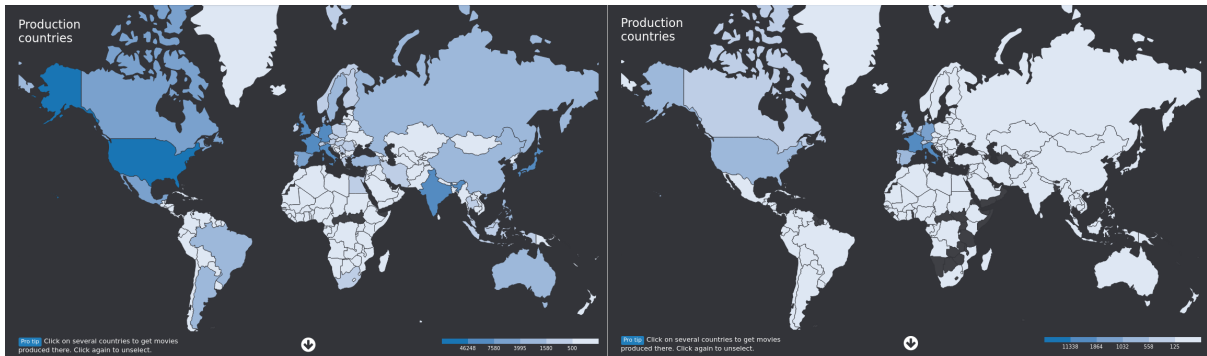 Production
countries
Pro tip Click on several countries to get movies
produced there. Click again to unselect.
46248 7580 3995 1580 500
Production
countries
Pro tip Click on several countries to get movies
produced there. Click again to unselect.
11338 1864 1032 558 125